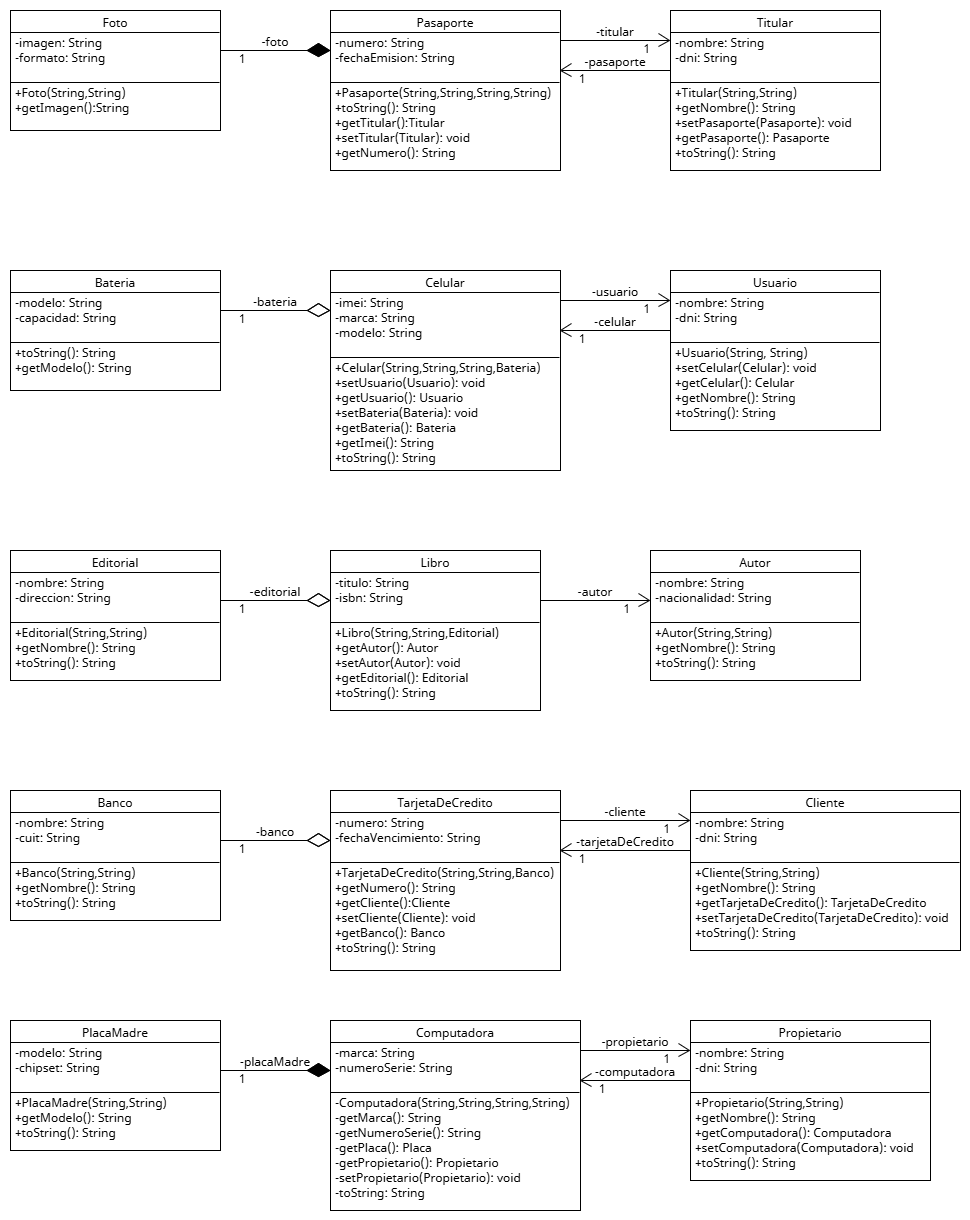 Foto
-imagen: String
-formato: String
+Foto(String,String)
+getImagen():String
-foto
1
Pasaporte
-numero: String
-fechaEmision: String
+Pasaporte(String,String,String,String)
+toString(): String
+getTitular():Titular
+setTitular(Titular): void
+getNumero(): String
-titular
1
-pasaporte
1
Titular
-nombre: String
-dni: String
+Titular(String,String)
+getNombre(): String
+setPasaporte(Pasaporte): void
+getPasaporte(): Pasaporte
+toString(): String
Bateria
-modelo: String
-capacidad: String
+toString(): String
+getModelo(): String
-bateria
1
Celular
-imei: String
-marca: String
-modelo: String
+Celular(String,String,String,Bateria)
+setUsuario(Usuario): void
+getUsuario(): Usuario
+setBateria(Bateria): void
+getBateria(): Bateria
+getImei(): String
+toString(): String
-usuario
1
-celular
1
Usuario
-nombre: String
-dni: String
+Usuario(String, String)
+setCelular(Celular): void
+getCelular(): Celular
+getNombre(): String
+toString(): String
Editorial
-nombre: String
-direccion: String
+Editorial(String,String)
+getNombre(): String
+toString(): String
-editorial
1
Libro
-titulo: String
-isbn: String
+Libro(String,String,Editorial)
+getAutor(): Autor
+setAutor(Autor): void
+getEditorial(): Editorial
+toString(): String
-autor
1
Autor
-nombre: String
-nacionalidad: String
+Autor(String,String)
+getNombre(): String
+toString(): String
Banco
-nombre: String
-cuit: String
+Banco(String,String)
+getNombre(): String
+toString(): String
-banco
1
TarjetaDeCredito
-numero: String
-fechaVencimiento: String
+TarjetaDeCredito(String,String,Banco)
+getNumero(): String
+getCliente():Cliente
+setCliente(Cliente): void
+getBanco(): Banco
+toString(): String
-cliente
1
-tarjetaDeCredito
1
Cliente
-nombre: String
-dni: String
+Cliente(String,String)
+getNombre(): String
+getTarjetaDeCredito(): TarjetaDeCredito
+setTarjetaDeCredito(TarjetaDeCredito): void
+toString(): String
PlacaMadre
-modelo: String
-chipset: String
+PlacaMadre(String,String)
+getModelo(): String
+toString(): String
-placaMadre
1
Computadora
-marca: String
-numeroSerie: String
-Computadora(String,String,String,String)
-getMarca(): String
-getNumeroSerie(): String
-getPlaca(): Placa
-getPropietario(): Propietario
-setPropietario(Propietario): void
-toString: String
-propietario
1
-computadora
1
Propietario
-nombre: String
-dni: String
+Propietario(String,String)
+getNombre(): String
+getComputadora(): Computadora
+setComputadora(Computadora): void
+toString(): String